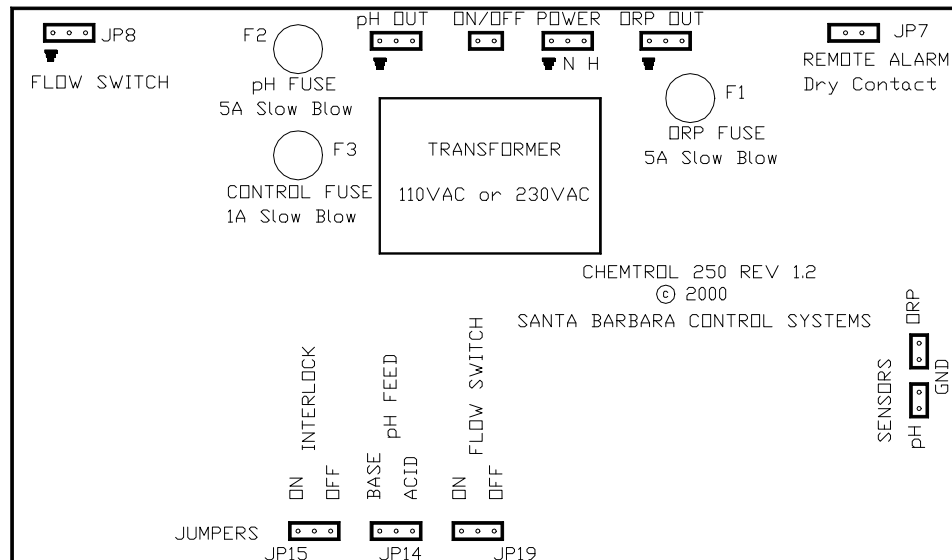 JP8
FLOW SWITCH
F2
pH FUSE
5A Slow Blow
F3
CONTROL FUSE
1A Slow Blow
pH OUT
ON/OFF
POWER
N H
ORP OUT
F1
ORP FUSE
5A Slow Blow
JP7
REMOTE ALARM
Dry Contact
TRANSFORMER
110VAC or 230VAC
CHEMTROL 250 REV 1.2
© 2000
SANTA BARBARA CONTROL SYSTEMS
SENSORS
ORP
GND
pH
INTERLOCK
ON
OFF
pH FEED
BASE
ACID
FLOW SWITCH
ON
OFF
JUMPERS
JP15
JP14
JP19